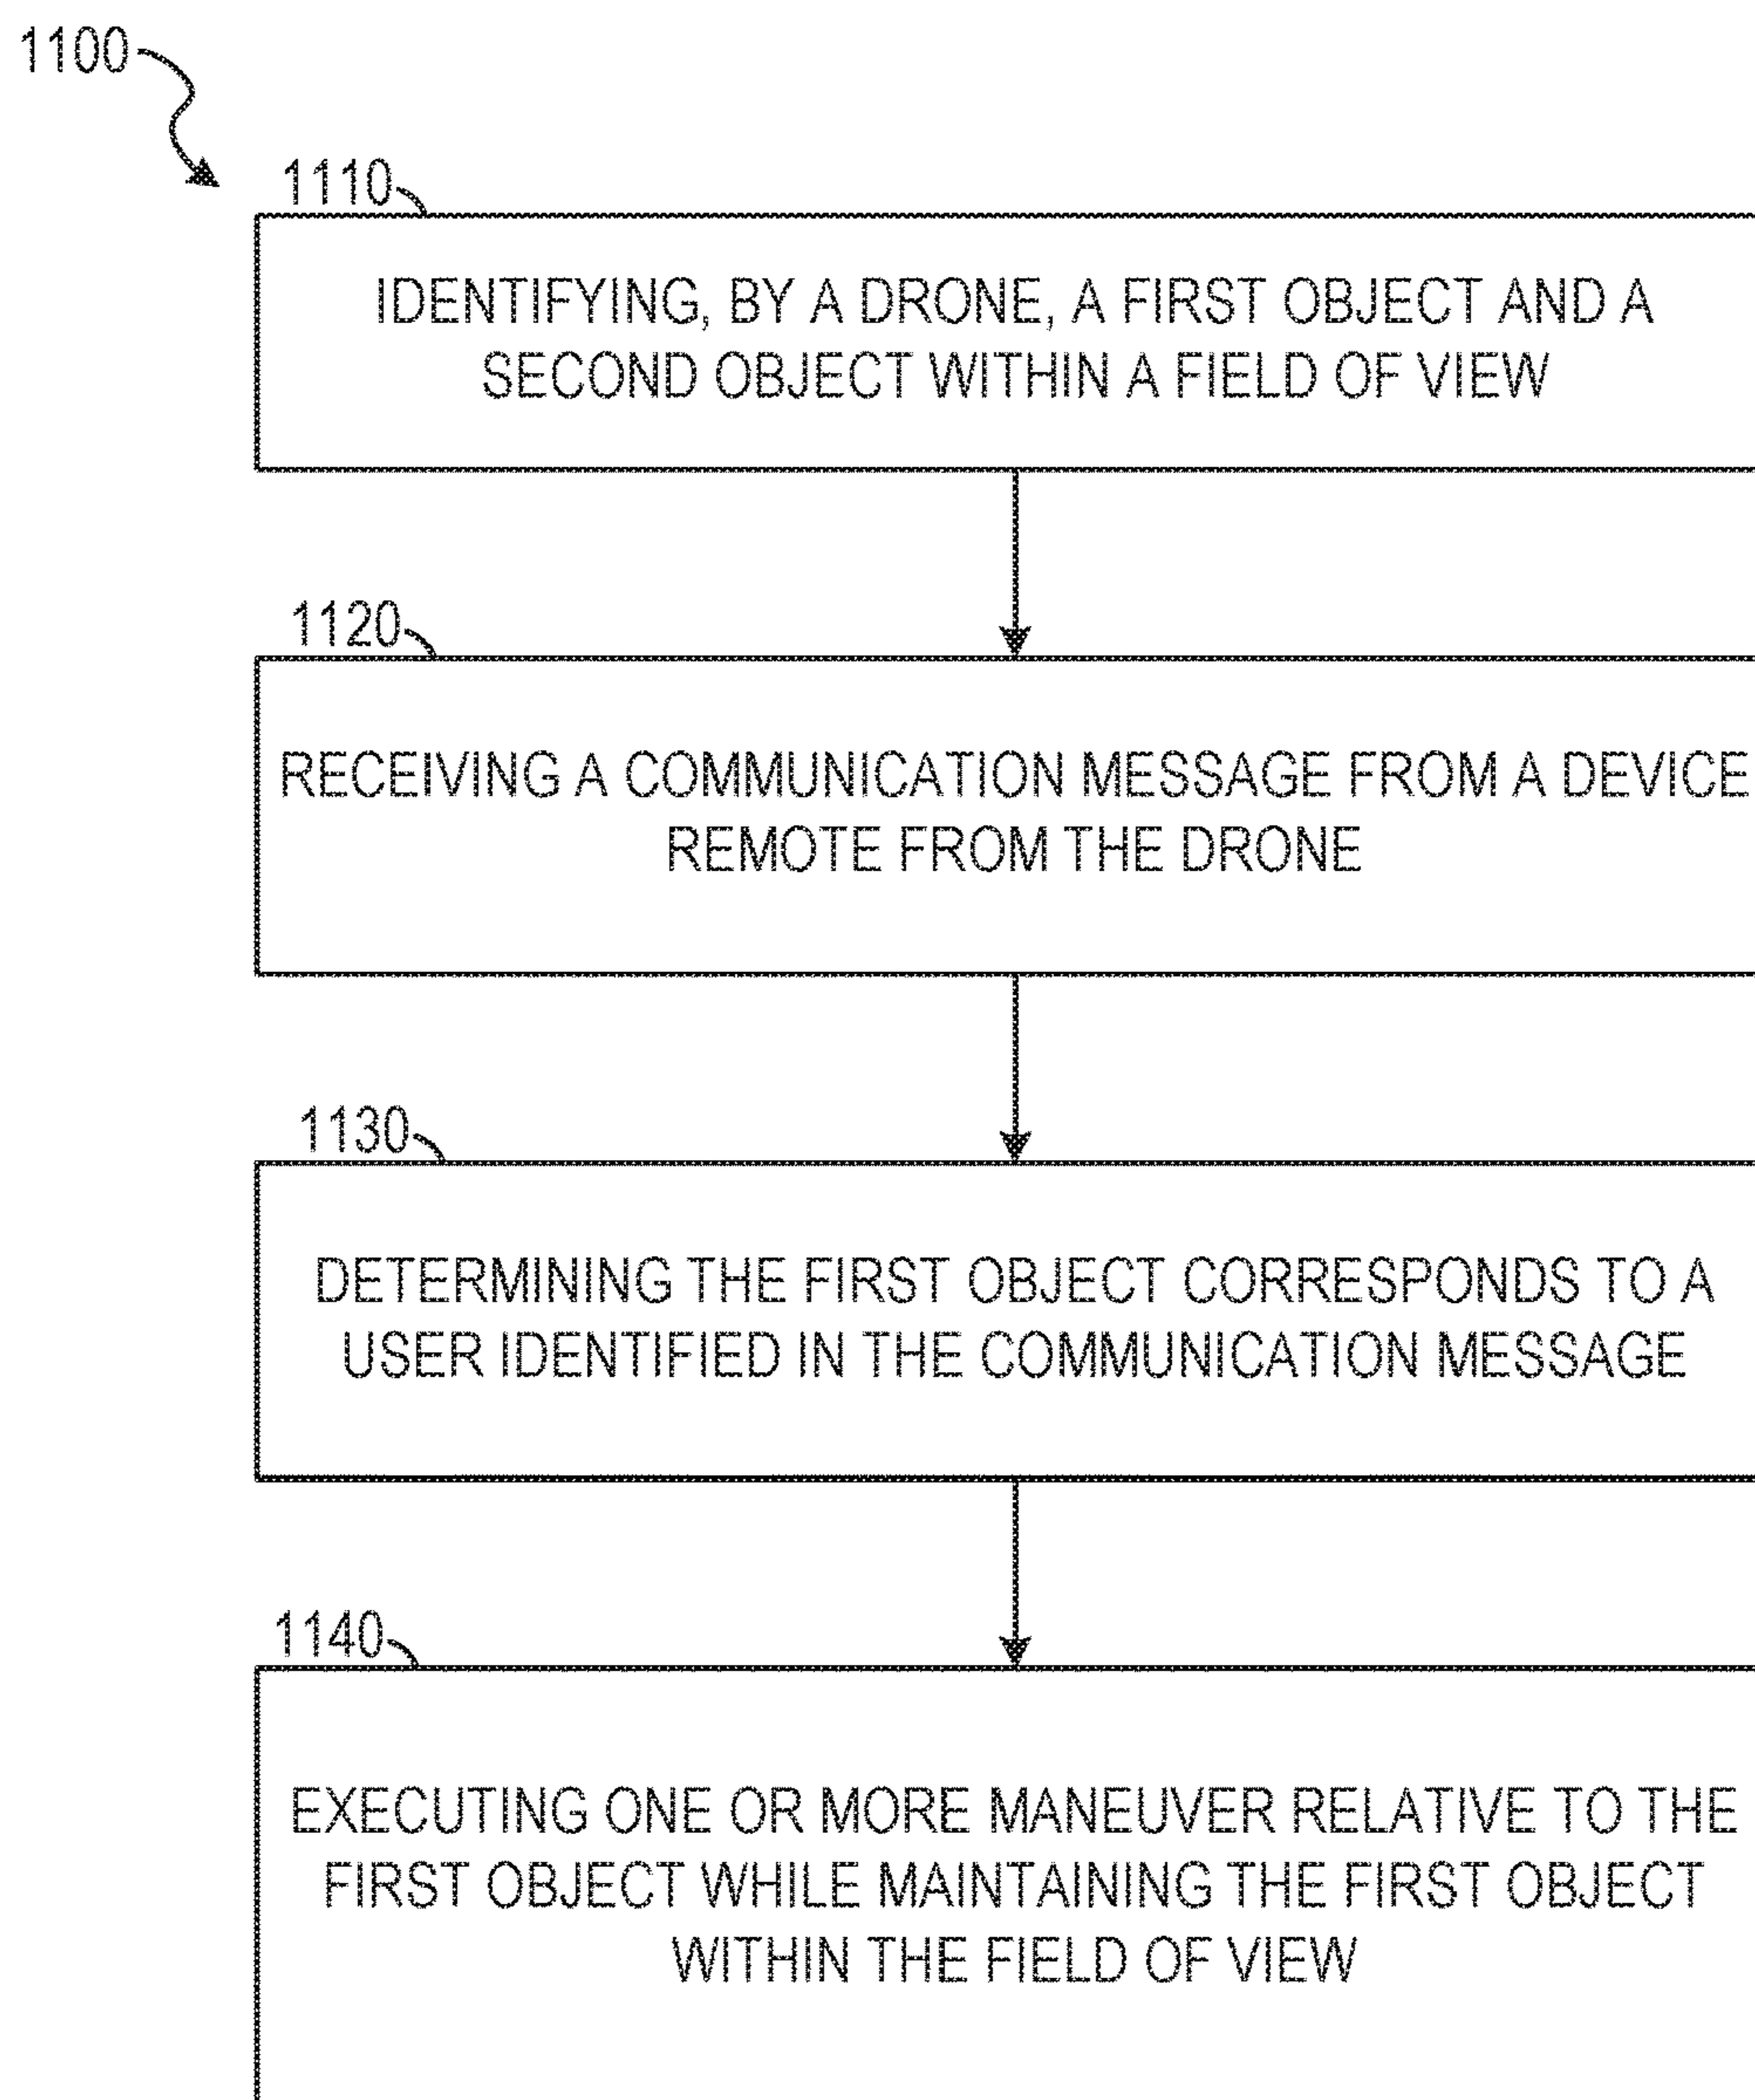 1100
1110
IDENTIFYING, BY A DRONE, A FIRST OBJECT AND A
SECOND OBJECT WITHIN A FIELD OF VIEW
1120
RECEIVING A COMMUNICATION MESSAGE FROM A DEVICE
REMOTE FROM THE DRONE
1130
DETERMINING THE FIRST OBJECT CORRESPONDS TO A
USER IDENTIFIED IN THE COMMUNICATION MESSAGE
1140
EXECUTING ONE OR MORE MANEUVER RELATIVE TO THE
FIRST OBJECT WHILE MAINTAINING THE FIRST OBJECT
WITHIN THE FIELD OF VIEW